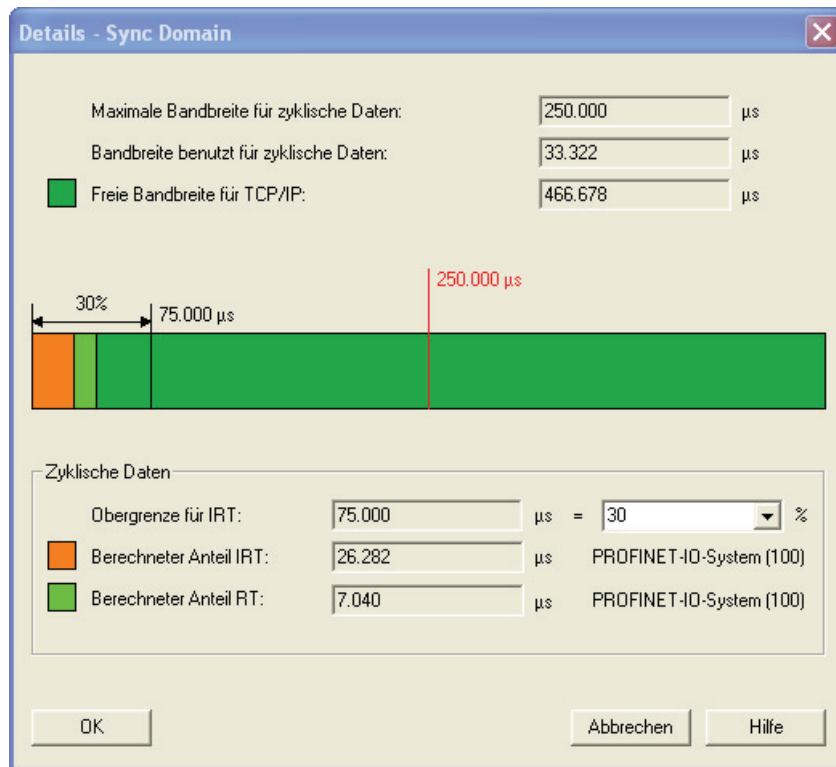 Details - Sync Domain
Maximale Bandbreite für zyklische Daten: 250.000 µs
Bandbreite benutzt für zyklische Daten: 33.322 µs
Freie Bandbreite für TCP/IP: 466.678 µs
250.000 µs
30% 75.000 µs
Zyklische Daten
Obergrenze für IRT: 75.000 µs = 30 %
Berechneter Anteil IRT: 26.282 µs PROFINET-IO-System (100)
Berechneter Anteil RT: 7.040 µs PROFINET-IO-System (100)
OK Abbrechen Hilfe